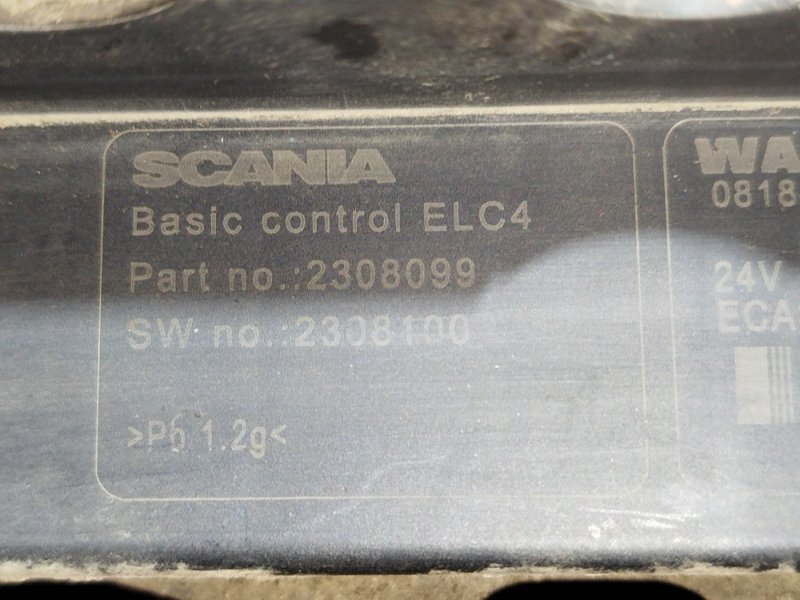 SCANIA
Basic control ELC4
Part no.:2308099
SW no.:2308100
>Pb 1.2g<
WA
0818
24V
ECA